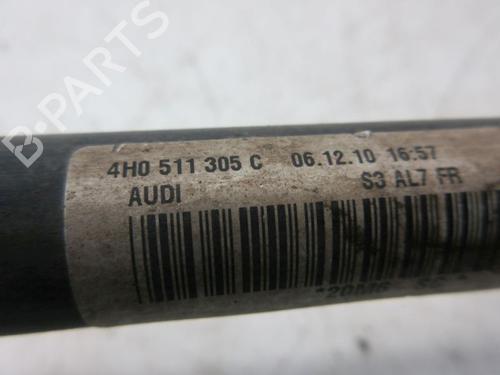 B-PARTS
4H0 511 305 C 06.12.10 16:57
AUDI S3 AL7 FR